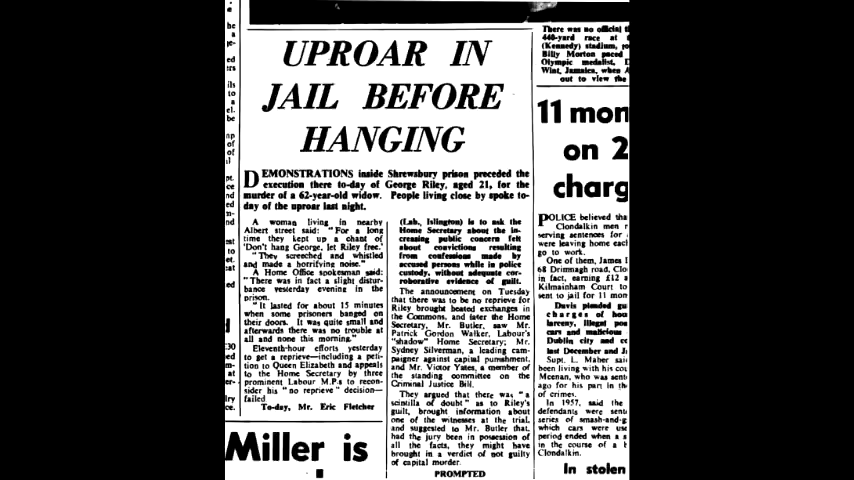 UPROAR IN
JAIL BEFORE
HANGING
DEMONSTRATIONS inside Shrewsbury prison preceded the
execution there to-day of George Riley, aged 21, for the
murder of a 62-year-old widow. People living close by spoke to-
day of the uproar last night.
A woman living in nearby
Albert street said: "For a long
time they kept up a chant of
'Don't hang George, let Riley free.'
"They screeched and whistled
and made a horrifying noise."
A Home Office spokesman said:
"There was in fact a slight distur-
bance yesterday evening in the
prison.
"It lasted for about 15 minutes
when some prisoners banged on
their doors. It was quite small and
afterwards there was no trouble at
all and none this morning."
Eleventh-hour efforts yesterday
to get a reprieve—including a peti-
tion to Queen Elizabeth and appeals
to the Home Secretary by three
prominent Labour M.P.s to recon-
sider his "no reprieve" decision—
failed.
To-day, Mr. Eric Fletcher
(Lab., Islington) is to ask the
Home Secretary about the in-
creasing public concern felt
about convictions resulting
from confessions made by
accused persons while in police
custody, without adequate cor-
roborative evidence of guilt.
The announcement on Tuesday
that there was to be no reprieve for
Riley brought heated exchanges in
the Commons, and later the Home
Secretary, Mr. Butler, saw Mr.
Patrick Gordon Walker, Labour's
"shadow" Home Secretary; Mr.
Sydney Silverman, a leading cam-
paigner against capital punishment,
and Mr. Victor Yates, a member of
the standing committee on the
Criminal Justice Bill.
They argued that there was "a
scintilla of doubt" as to Riley's
guilt, brought information about
one of the witnesses at the trial,
and suggested to Mr. Butler that,
had the jury been in possession of
all the facts, they might have
brought in a verdict of not guilty
of capital murder.
PROMPTED
Miller is
There was no official
440-yard race at
(Kennedy) stadium,
Billy Morton paced
Olympic medalist,
Wint, Jamaica, when
out to view the
11 mon
on 2
charg
POLICE believed tha
Clondalkin men
serving sentences for
were leaving home each
go to work.
One of them, James
68 Drimnagh road, Clo
in fact, earning £12 a
Kilmainham Court to
sent to jail for 11 mon
Davis pleaded gu
charges of hou
larceny, illegal pos
cars and malicious
Dublin city and co
last December and
Supt. L. Maher said
been living with his cou
Meenan, who was sent
ago for his part in th
of crimes.
In 1957, said the
defendants were sent
series of smash-and-g
which cars were use
period ended when a s
in the course of a
Clondalkin.
In stolen